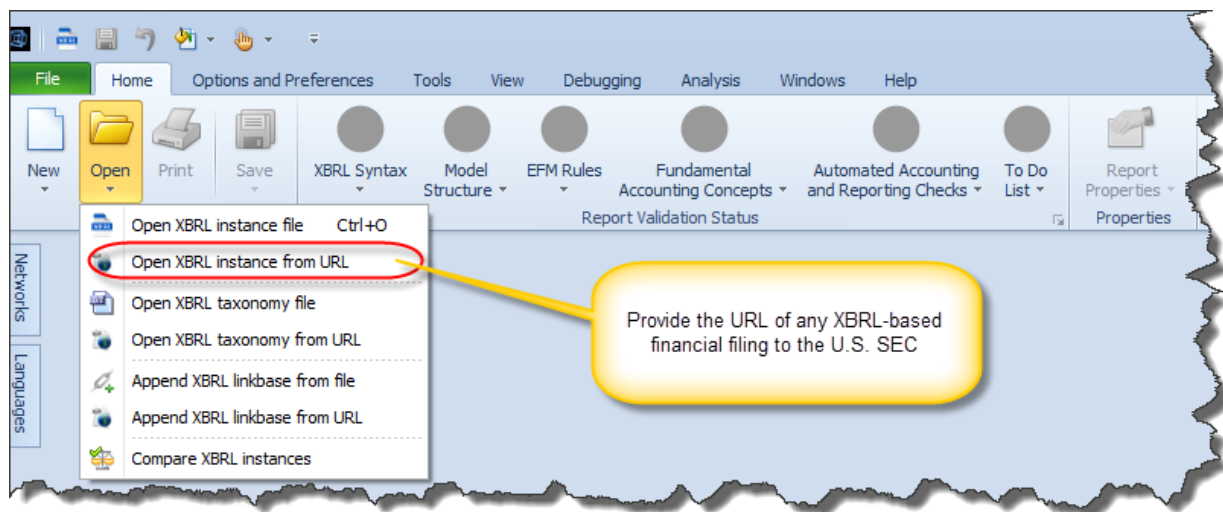 File Home Options and Preferences Tools View Debugging Analysis Windows Help
New Open Print Save XBRL Syntax Model Structure EFM Rules Fundamental Accounting Concepts Automated Accounting and Reporting Checks To Do List Report Properties
Report Validation Status Properties
Open XBRL instance file Ctrl+O
Open XBRL instance from URL
Open XBRL taxonomy file
Open XBRL taxonomy from URL
Append XBRL linkbase from file
Append XBRL linkbase from URL
Compare XBRL instances
Networks
Languages
Provide the URL of any XBRL-based
financial filing to the U.S. SEC